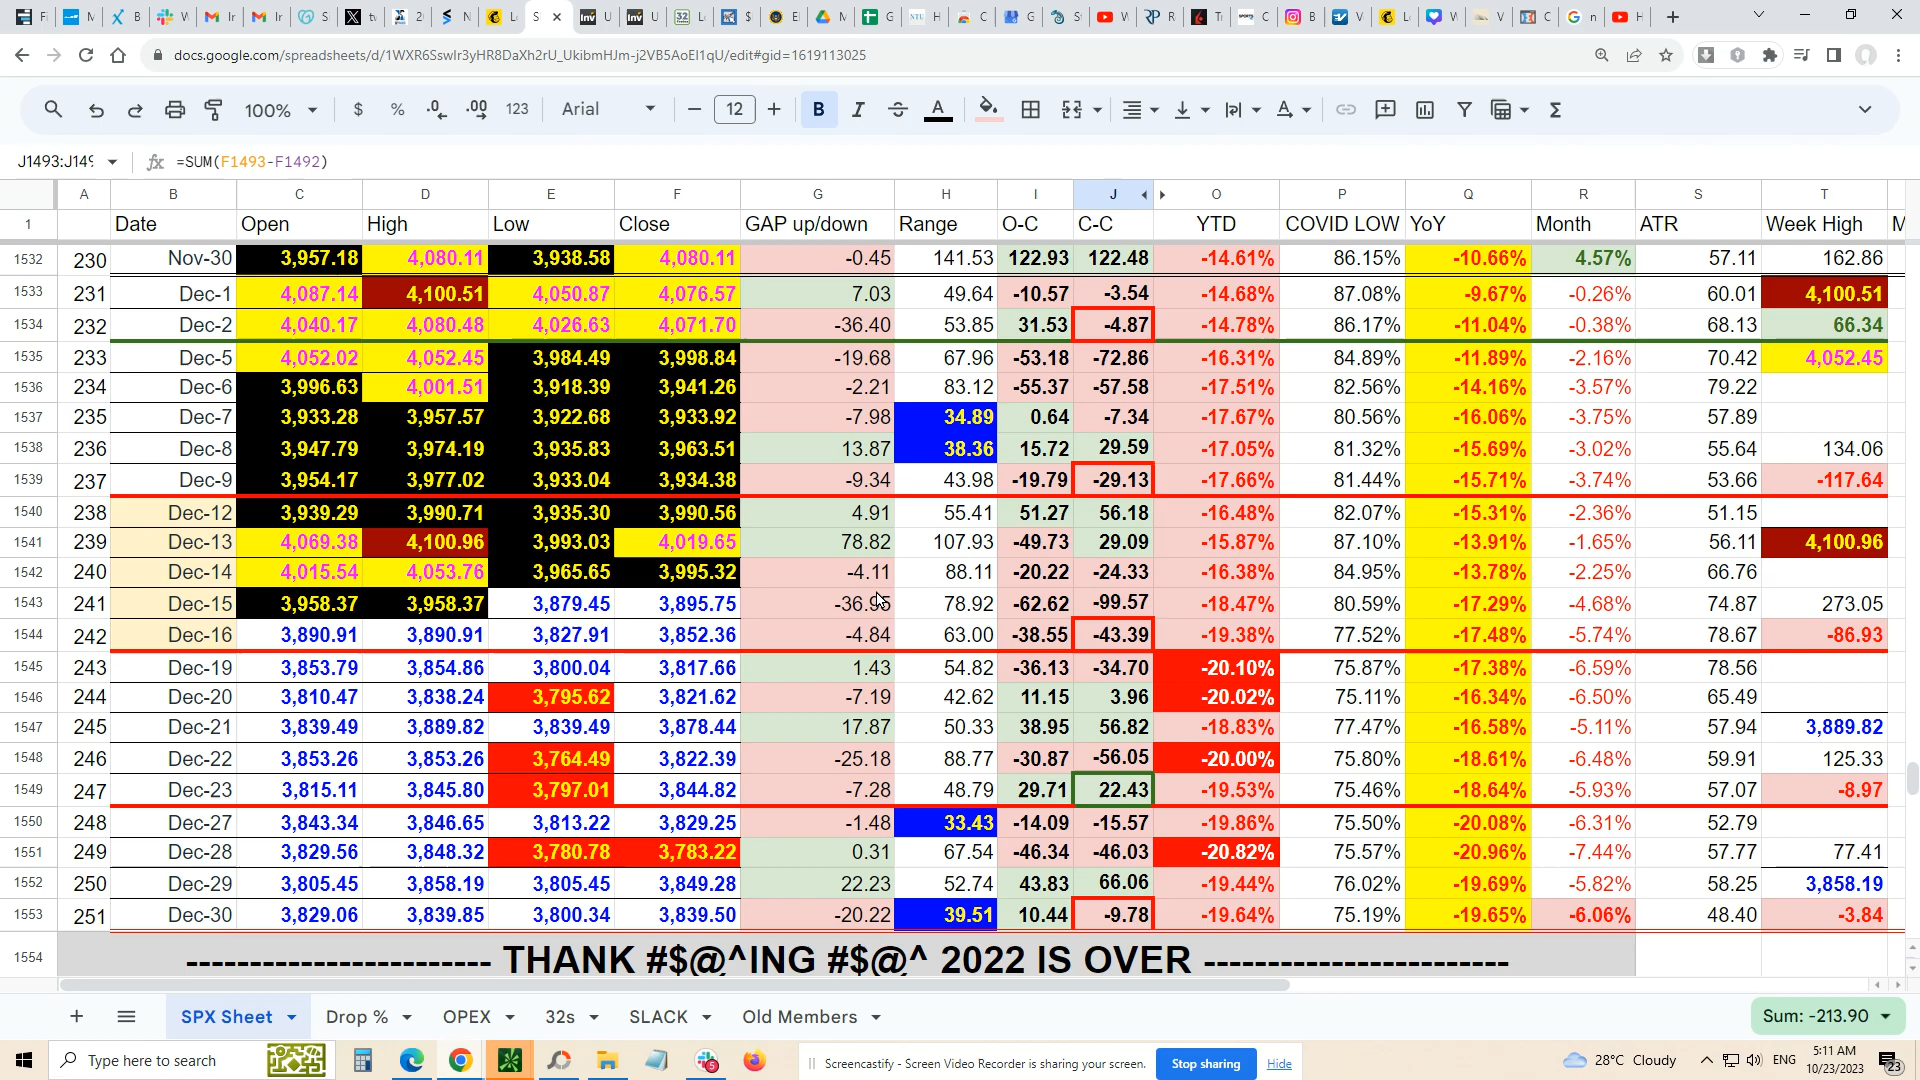 docs.google.com/spreadsheets/d/1WXR6SswIr3yHR8DaXh2rU_UkibmHJm-j2VB5AoEI1qU/edit#gid=1619113025
100% $ % .0 .00 123 Arial 12 B I A
J1493:J149 fx =SUM(F1493-F1492)
A B C D E F G H I J O P Q R S T
1 Date Open High Low Close GAP up/down Range O-C C-C YTD COVID LOW YoY Month ATR Week High M
1532 230 Nov-30 3,957.18 4,080.11 3,938.58 4,080.11 -0.45 141.53 122.93 122.48 -14.61% 86.15% -10.66% 4.57% 57.11 162.86
1533 231 Dec-1 4,087.14 4,100.51 4,050.87 4,076.57 7.03 49.64 -10.57 -3.54 -14.68% 87.08% -9.67% -0.26% 60.01 4,100.51
1534 232 Dec-2 4,040.17 4,080.48 4,026.63 4,071.70 -36.40 53.85 31.53 -4.87 -14.78% 86.17% -11.04% -0.38% 68.13 66.34
1535 233 Dec-5 4,052.02 4,052.45 3,984.49 3,998.84 -19.68 67.96 -53.18 -72.86 -16.31% 84.89% -11.89% -2.16% 70.42 4,052.45
1536 234 Dec-6 3,996.63 4,001.51 3,918.39 3,941.26 -2.21 83.12 -55.37 -57.58 -17.51% 82.56% -14.16% -3.57% 79.22
1537 235 Dec-7 3,933.28 3,957.57 3,922.68 3,933.92 -7.98 34.89 0.64 -7.34 -17.67% 80.56% -16.06% -3.75% 57.89
1538 236 Dec-8 3,947.79 3,974.19 3,935.83 3,963.51 13.87 38.36 15.72 29.59 -17.05% 81.32% -15.69% -3.02% 55.64 134.06
1539 237 Dec-9 3,954.17 3,977.02 3,933.04 3,934.38 -9.34 43.98 -19.79 -29.13 -17.66% 81.44% -15.71% -3.74% 53.66 -117.64
1540 238 Dec-12 3,939.29 3,990.71 3,935.30 3,990.56 4.91 55.41 51.27 56.18 -16.48% 82.07% -15.31% -2.36% 51.15
1541 239 Dec-13 4,069.38 4,100.96 3,993.03 4,019.65 78.82 107.93 -49.73 29.09 -15.87% 87.10% -13.91% -1.65% 56.11 4,100.96
1542 240 Dec-14 4,015.54 4,053.76 3,965.65 3,995.32 -4.11 88.11 -20.22 -24.33 -16.38% 84.95% -13.78% -2.25% 66.76
1543 241 Dec-15 3,958.37 3,958.37 3,879.45 3,895.75 -36.95 78.92 -62.62 -99.57 -18.47% 80.59% -17.29% -4.68% 74.87 273.05
1544 242 Dec-16 3,890.91 3,890.91 3,827.91 3,852.36 -4.84 63.00 -38.55 -43.39 -19.38% 77.52% -17.48% -5.74% 78.67 -86.93
1545 243 Dec-19 3,853.79 3,854.86 3,800.04 3,817.66 1.43 54.82 -36.13 -34.70 -20.10% 75.87% -17.38% -6.59% 78.56
1546 244 Dec-20 3,810.47 3,838.24 3,795.62 3,821.62 -7.19 42.62 11.15 3.96 -20.02% 75.11% -16.34% -6.50% 65.49
1547 245 Dec-21 3,839.49 3,889.82 3,839.49 3,878.44 17.87 50.33 38.95 56.82 -18.83% 77.47% -16.58% -5.11% 57.94 3,889.82
1548 246 Dec-22 3,853.26 3,853.26 3,764.49 3,822.39 -25.18 88.77 -30.87 -56.05 -20.00% 75.80% -18.61% -6.48% 59.91 125.33
1549 247 Dec-23 3,815.11 3,845.80 3,797.01 3,844.82 -7.28 48.79 29.71 22.43 -19.53% 75.46% -18.64% -5.93% 57.07 -8.97
1550 248 Dec-27 3,843.34 3,846.65 3,813.22 3,829.25 -1.48 33.43 -14.09 -15.57 -19.86% 75.50% -20.08% -6.31% 52.79
1551 249 Dec-28 3,829.56 3,848.32 3,780.78 3,783.22 0.31 67.54 -46.34 -46.03 -20.82% 75.57% -20.96% -7.44% 57.77 77.41
1552 250 Dec-29 3,805.45 3,858.19 3,805.45 3,849.28 22.23 52.74 43.83 66.06 -19.44% 76.02% -19.69% -5.82% 58.25 3,858.19
1553 251 Dec-30 3,829.06 3,839.85 3,800.34 3,839.50 -20.22 39.51 10.44 -9.78 -19.64% 75.19% -19.65% -6.06% 48.40 -3.84
1554 ------------------------ THANK #$@^ING #$@^ 2022 IS OVER ------------------------
SPX Sheet Drop % OPEX 32s SLACK Old Members Sum: -213.90
Type here to search Screencastify - Screen Video Recorder is sharing your screen. Stop sharing Hide 28°C Cloudy ENG 5:11 AM
10/23/2023 23